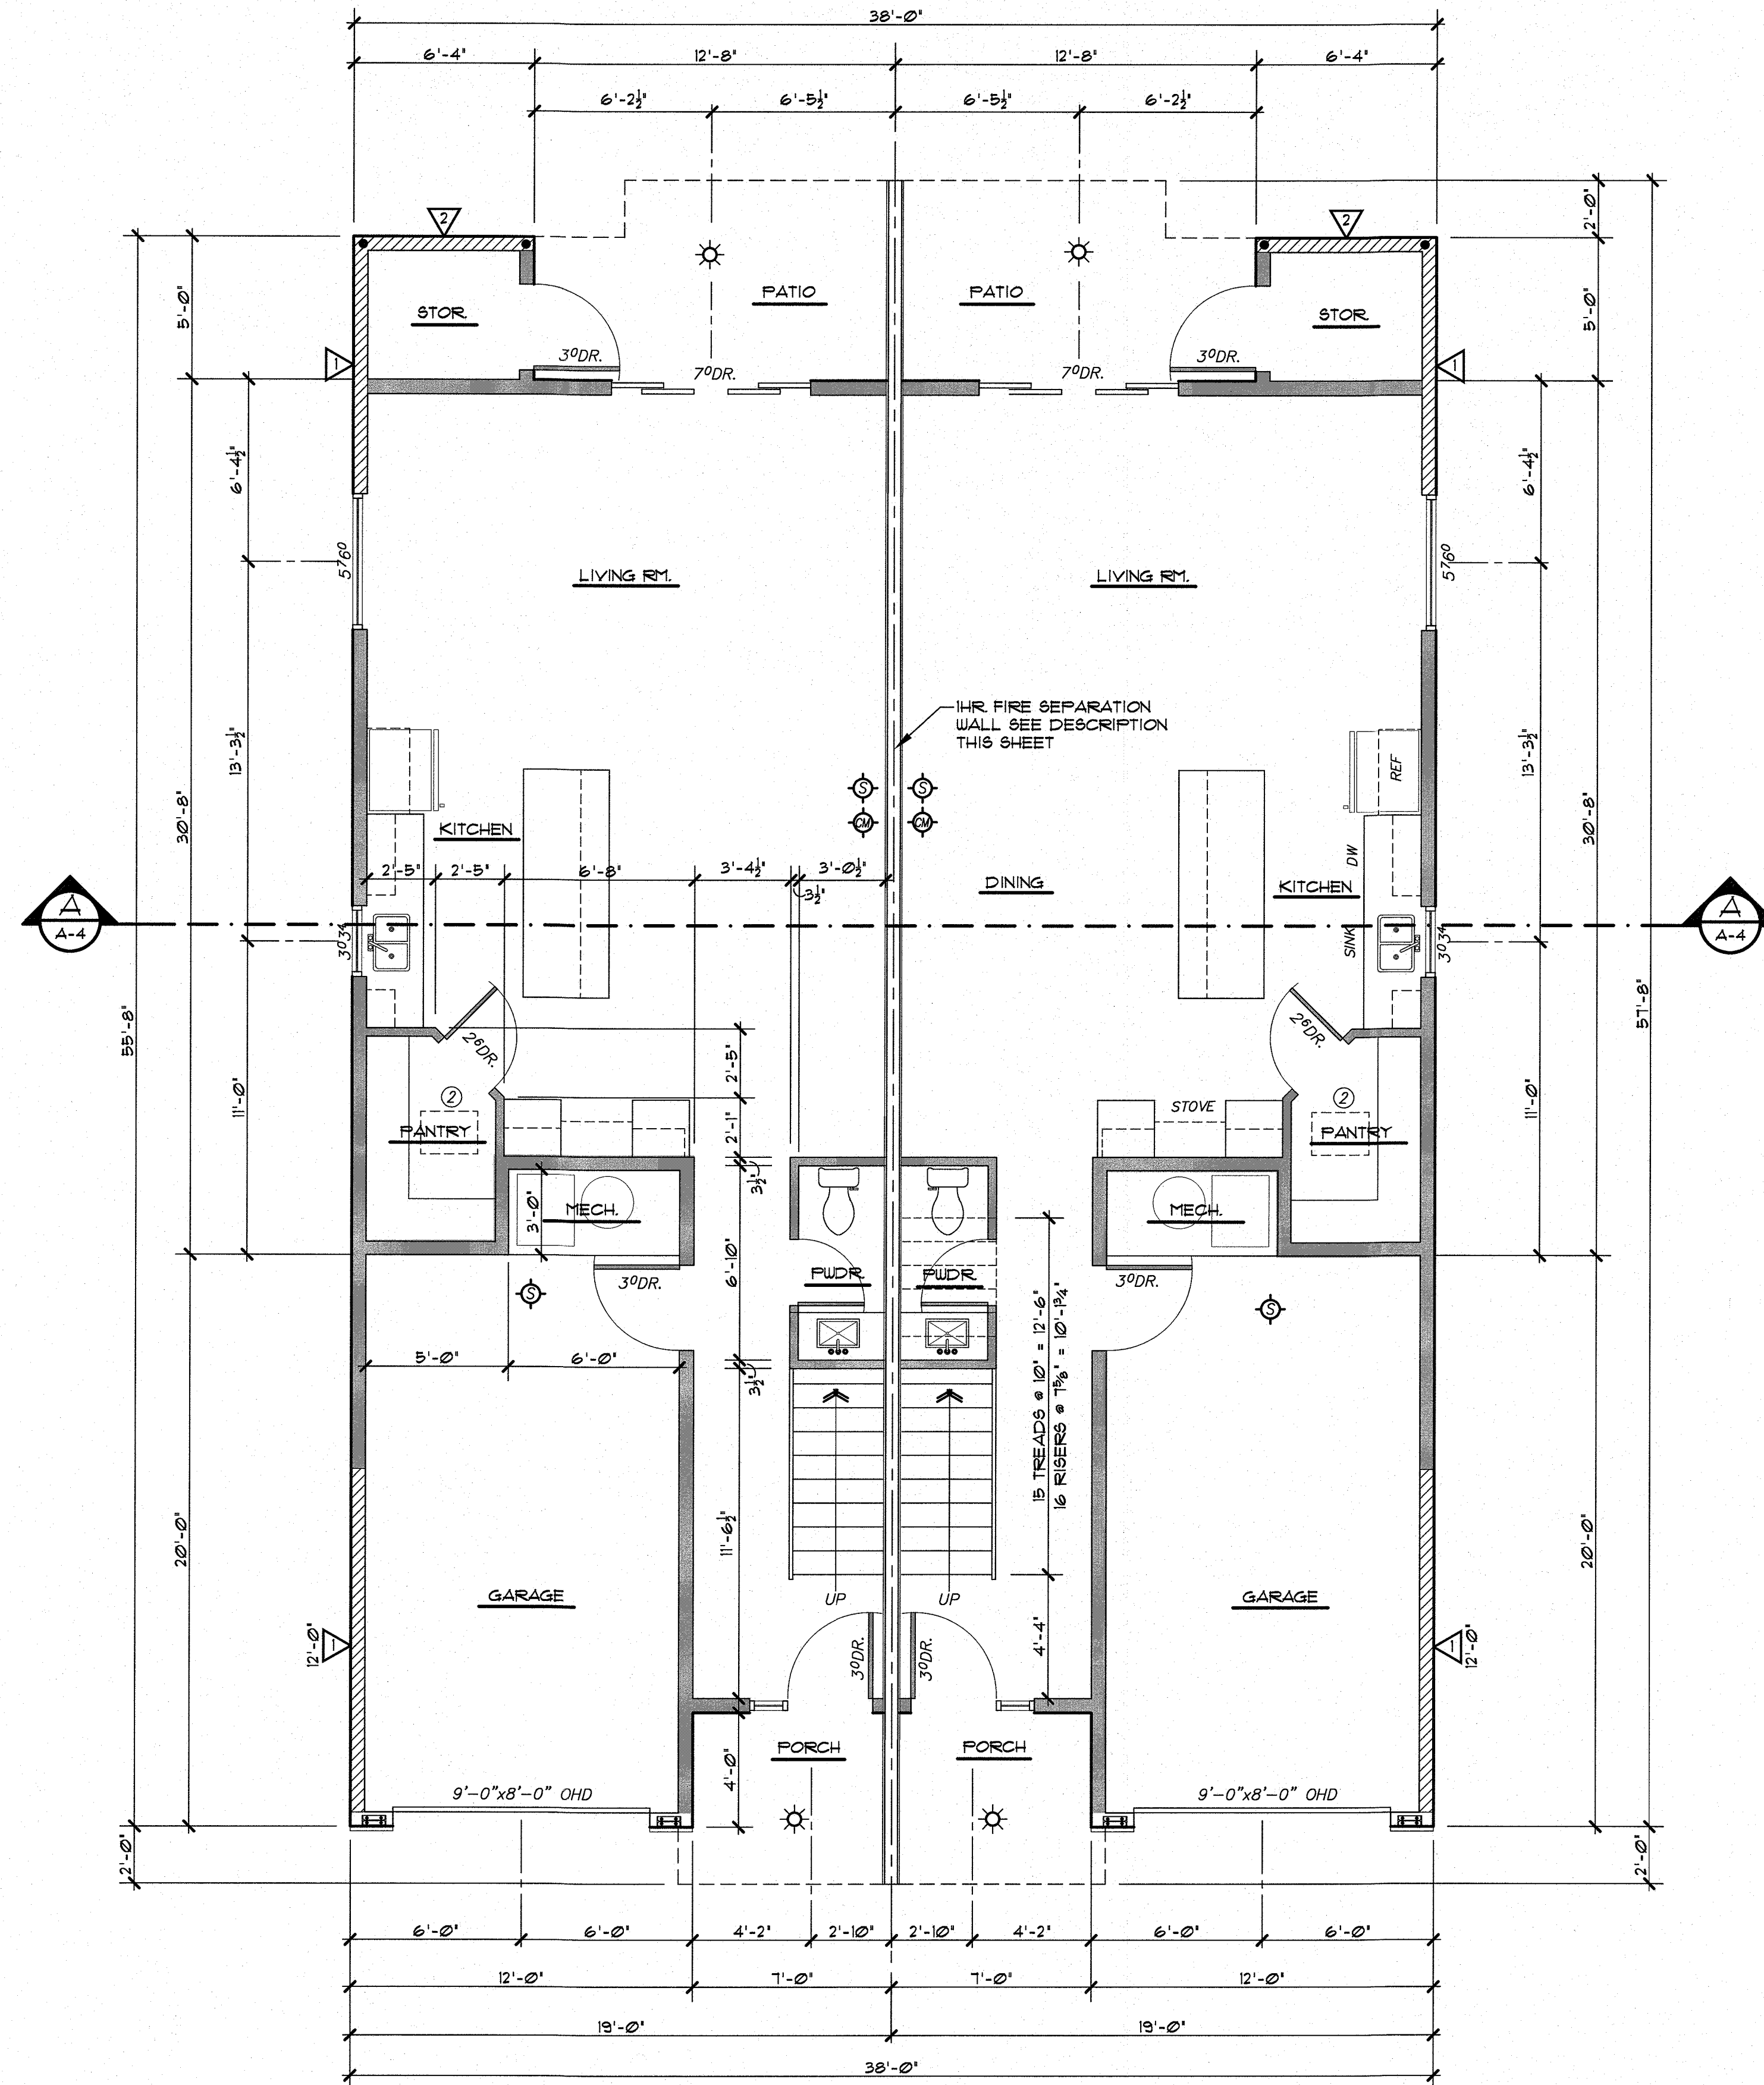 38'-0"
6'-4" 12'-8" 12'-8" 6'-4"
6'-2½" 6'-5½" 6'-5½" 6'-2½"
2'-0"
2 2
5'-0" STOR. PATIO PATIO STOR. 5'-0"
1 3⁰DR. 7⁰DR. 7⁰DR. 3⁰DR. 1
6'-4½" 6'-4½"
5⁷6⁰ LIVING RM. LIVING RM. 5⁷6⁰
1HR. FIRE SEPARATION
WALL SEE DESCRIPTION
THIS SHEET
13'-3½" REF 13'-3½"
S S
CM CM
30'-8" KITCHEN 30'-8"
DW
2'-5" 2'-5" 6'-8" 3'-4½" 3½" 3'-0½" DINING KITCHEN
A A
A-4 A-4
3⁰3⁴ SINK 3⁰3⁴
55'-8" 57'-8"
2⁶DR. 2⁶DR.
2'-5"
11'-0" 2 2 11'-0"
PANTRY 2'-1" STOVE PANTRY
3½"
3'-0" MECH. MECH.
6'-10"
S 3⁰DR. PWDR. PWDR. 3⁰DR. S
5'-0" 6'-0"
3½"
15 TREADS @ 10" = 12'-6"
16 RISERS @ 7⅝" = 10'-1¾"
20'-0" 11'-6½" 20'-0"
GARAGE UP UP GARAGE
12'-0" 1 3⁰DR. 3⁰DR. 4'-4" 1 12'-0"
PORCH PORCH
4'-0"
9'-0"x8'-0" OHD 9'-0"x8'-0" OHD
2'-0" 2'-0"
6'-0" 6'-0" 4'-2" 2'-10" 2'-10" 4'-2" 6'-0" 6'-0"
12'-0" 7'-0" 7'-0" 12'-0"
19'-0" 19'-0"
38'-0"